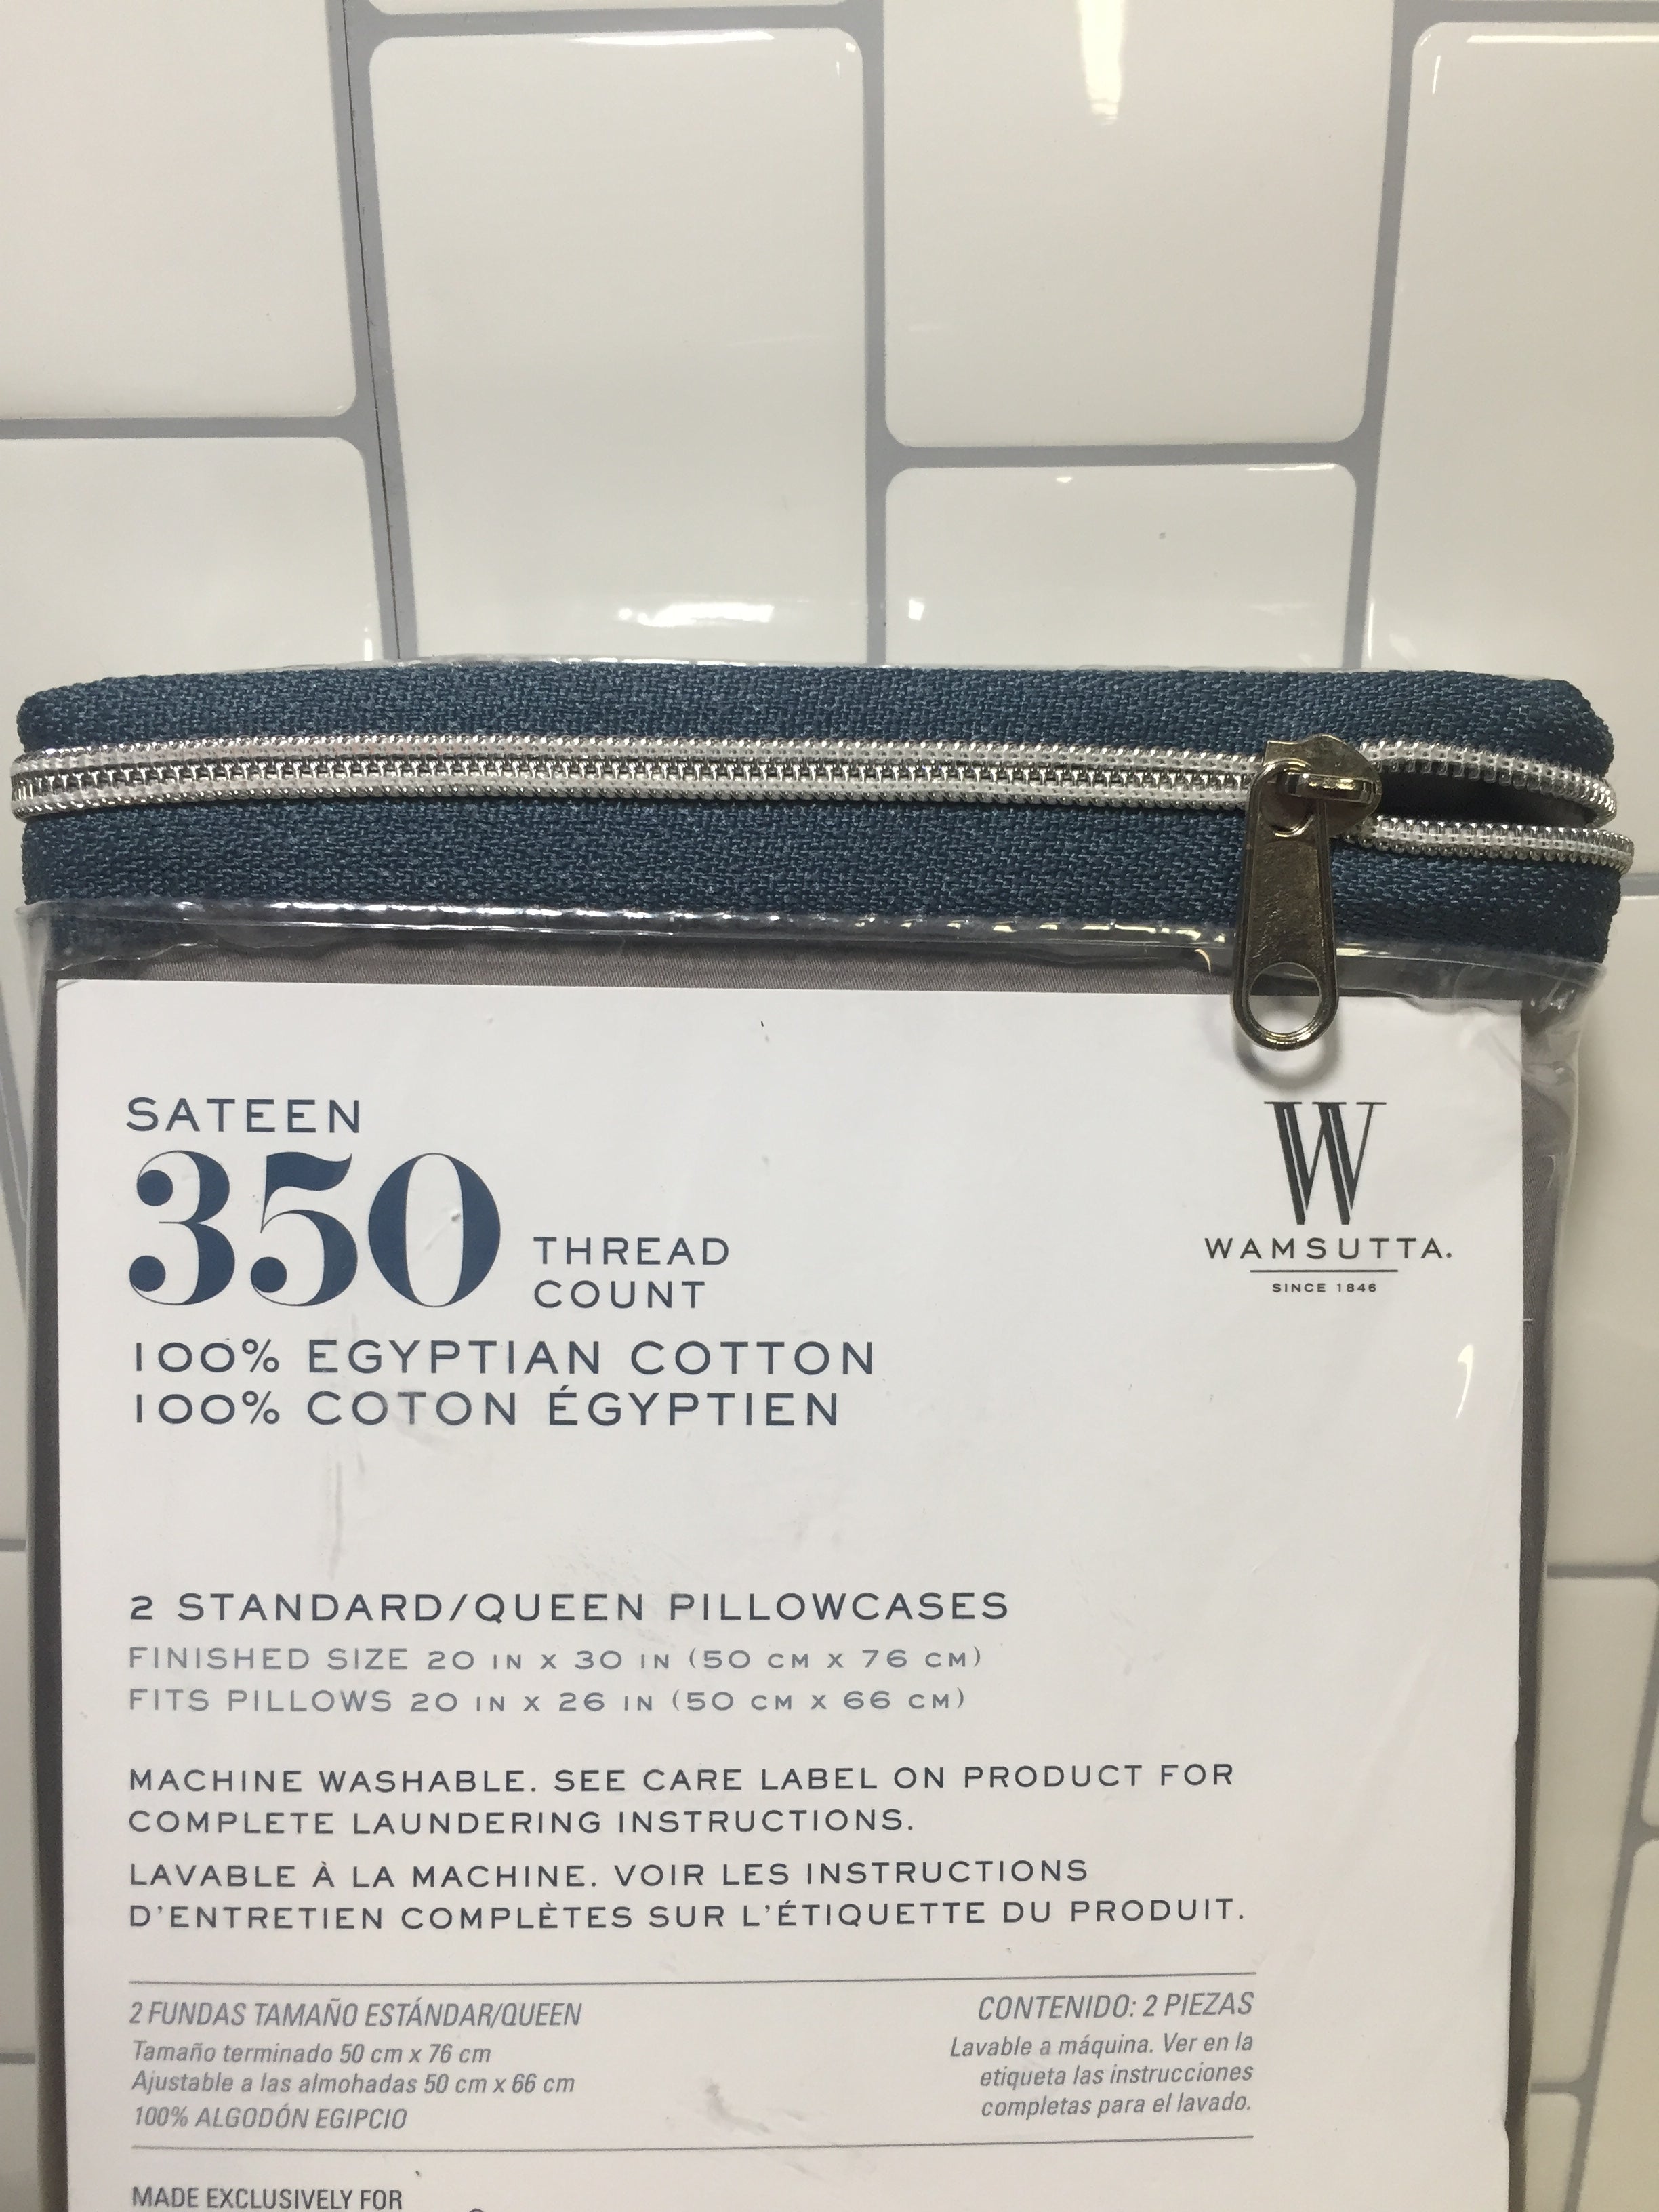 SATEEN
350 THREAD
COUNT
W
WAMSUTTA.
SINCE 1846
100% EGYPTIAN COTTON
100% COTON ÉGYPTIEN
2 STANDARD/QUEEN PILLOWCASES
FINISHED SIZE 20 IN X 30 IN (50 CM X 76 CM)
FITS PILLOWS 20 IN X 26 IN (50 CM X 66 CM)
MACHINE WASHABLE. SEE CARE LABEL ON PRODUCT FOR
COMPLETE LAUNDERING INSTRUCTIONS.
LAVABLE À LA MACHINE. VOIR LES INSTRUCTIONS
D'ENTRETIEN COMPLÈTES SUR L'ÉTIQUETTE DU PRODUIT.
2 FUNDAS TAMAÑO ESTÁNDAR/QUEEN
Tamaño terminado 50 cm x 76 cm
Ajustable a las almohadas 50 cm x 66 cm
100% ALGODÓN EGIPCIO
CONTENIDO: 2 PIEZAS
Lavable a máquina. Ver en la
etiqueta las instrucciones
completas para el lavado.
MADE EXCLUSIVELY FOR